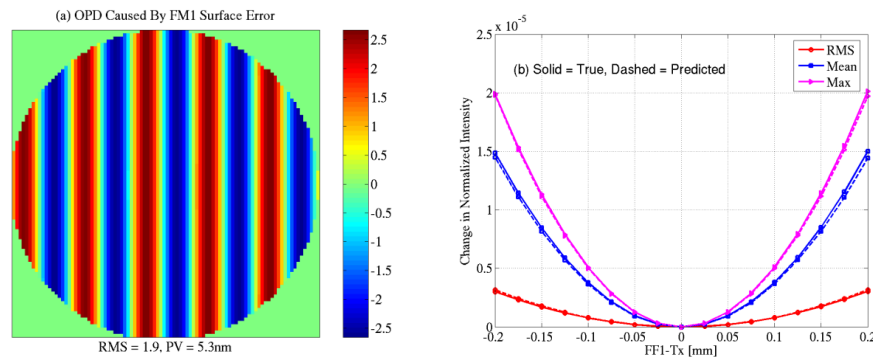 (a) OPD Caused By FM1 Surface Error
2.5
2
1.5
1
0.5
0
-0.5
-1
-1.5
-2
-2.5
RMS = 1.9, PV = 5.3nm
x 10^-5
2.5
2
1.5
1
0.5
0
Change in Normalized Intensity
(b) Solid = True, Dashed = Predicted
RMS
Mean
Max
-0.2 -0.15 -0.1 -0.05 0 0.05 0.1 0.15 0.2
FF1-Tx [mm]